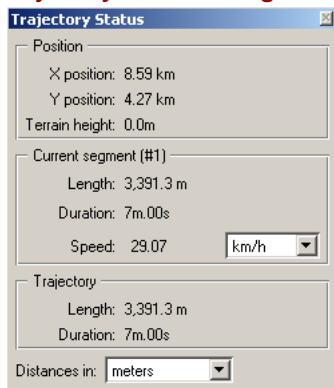 Trajectory Status
Position
X position: 8.59 km
Y position: 4.27 km
Terrain height: 0.0m
Current segment (#1)
Length: 3,391.3 m
Duration: 7m.00s
Speed: 29.07 km/h
Trajectory
Length: 3,391.3 m
Duration: 7m.00s
Distances in: meters